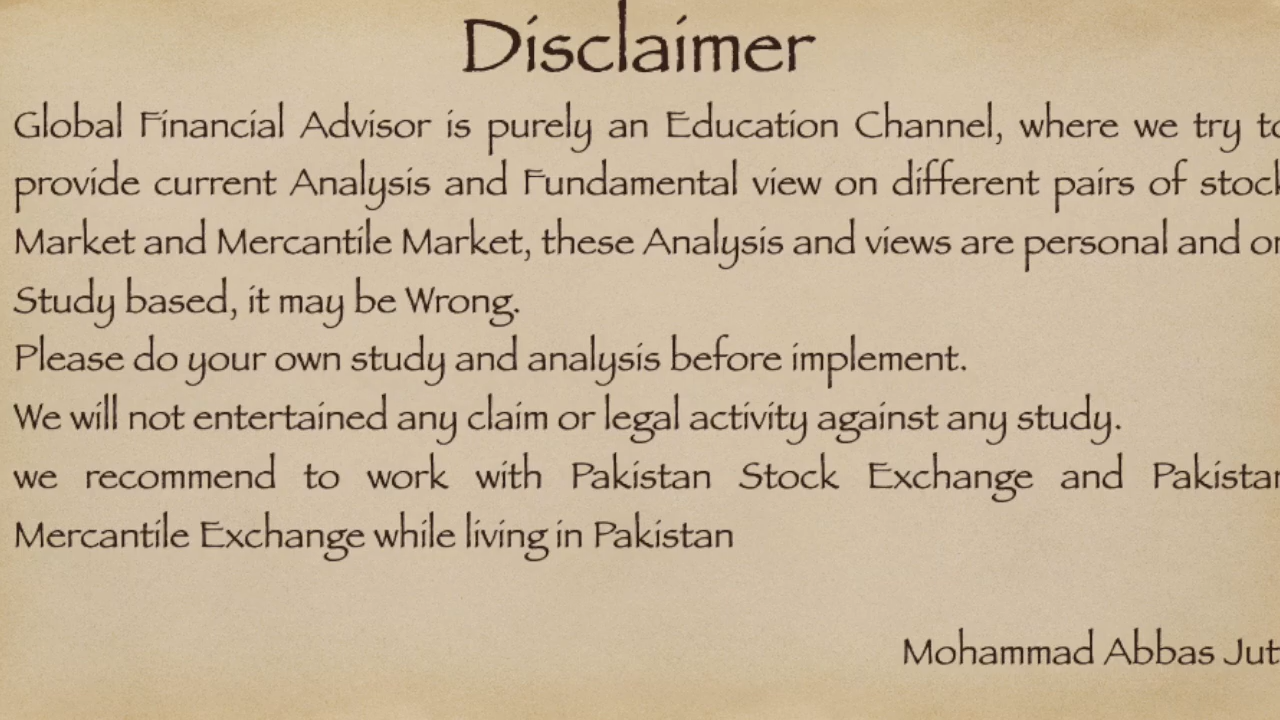 Disclaimer
Global Financial Advisor is purely an Education Channel, where we try to
provide current Analysis and Fundamental view on different pairs of stock
Market and Mercantile Market, these Analysis and views are personal and on
Study based, it may be Wrong.
Please do your own study and analysis before implement.
We will not entertained any claim or legal activity against any study.
we recommend to work with Pakistan Stock Exchange and Pakistan
Mercantile Exchange while living in Pakistan
Mohammad Abbas